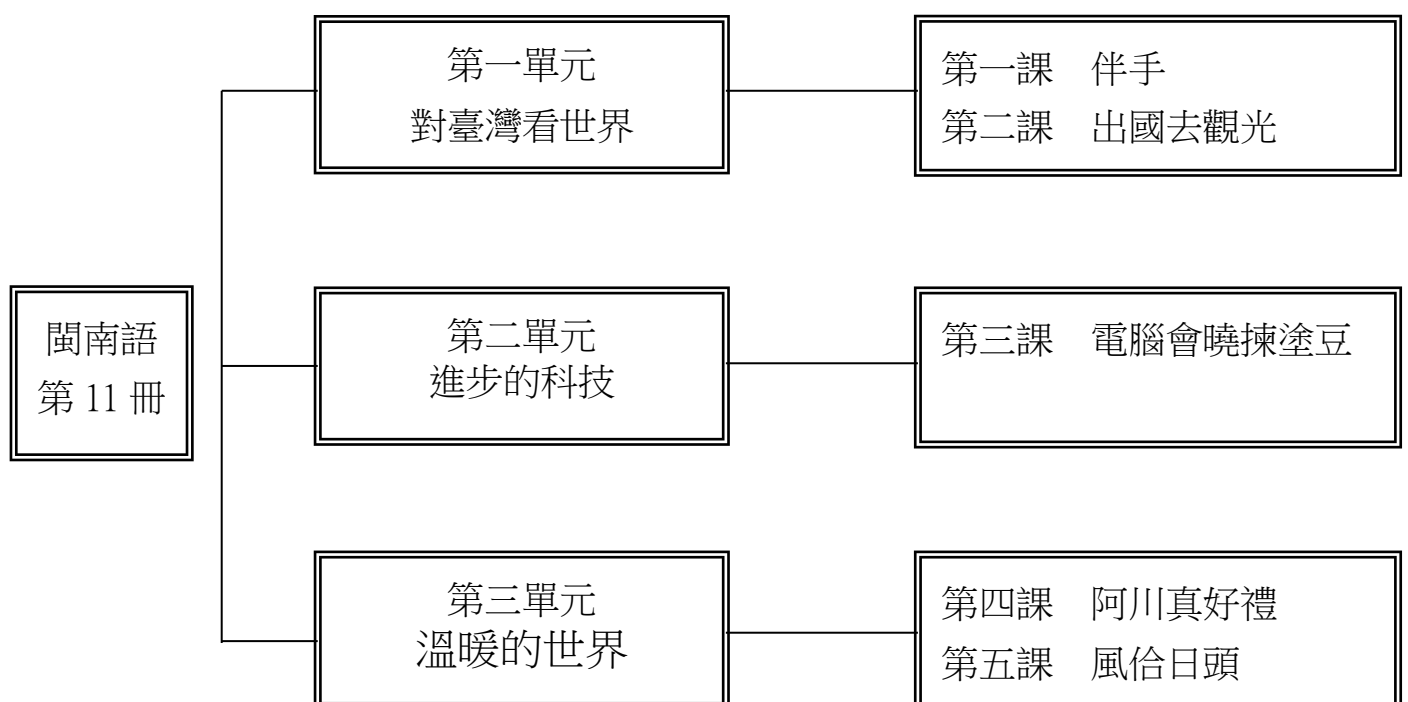 第一單元
對臺灣看世界
第一課　伴手
第二課　出國去觀光
閩南語
第 11 冊
第二單元
進步的科技
第三課　電腦會曉揀塗豆
第三單元
溫暖的世界
第四課　阿川真好禮
第五課　風佮日頭